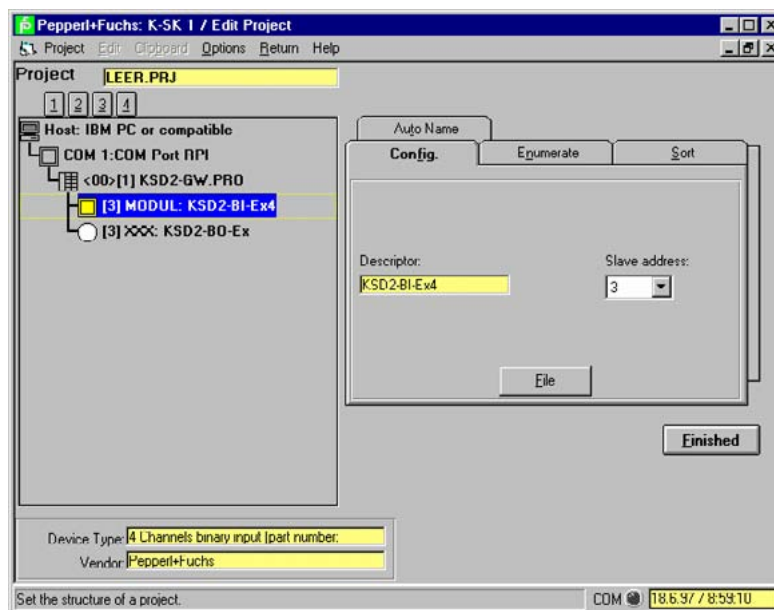 Pepperl+Fuchs: K-SK 1 / Edit Project
Project Edit Clipboard Options Return Help
Project LEER.PRJ
1 2 3 4
Host: IBM PC or compatible
COM 1:COM Port RPI
<00>[1] KSD2-GW.PRO
[3] MODUL: KSD2-BI-Ex4
[3] XXX: KSD2-BO-Ex
Auto Name
Config. Enumerate Sort
Descriptor: Slave address:
KSD2-BI-Ex4 3
File
Finished
Device Type: 4 Channels binary input (part number:
Vendor: Pepperl+Fuchs
Set the structure of a project. COM 18.6.97 / 8:59:10